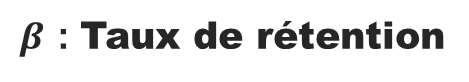 β : Taux de rétention